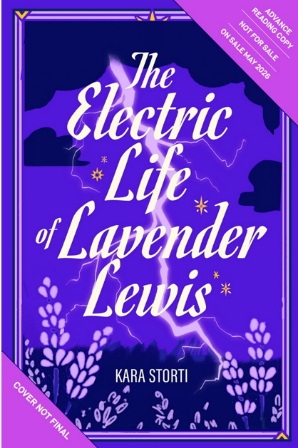 ADVANCE
READING COPY
NOT FOR SALE
ON SALE MAY 2026
The
Electric
Life
of Lavender
Lewis
KARA STORTI
COVER NOT FINAL